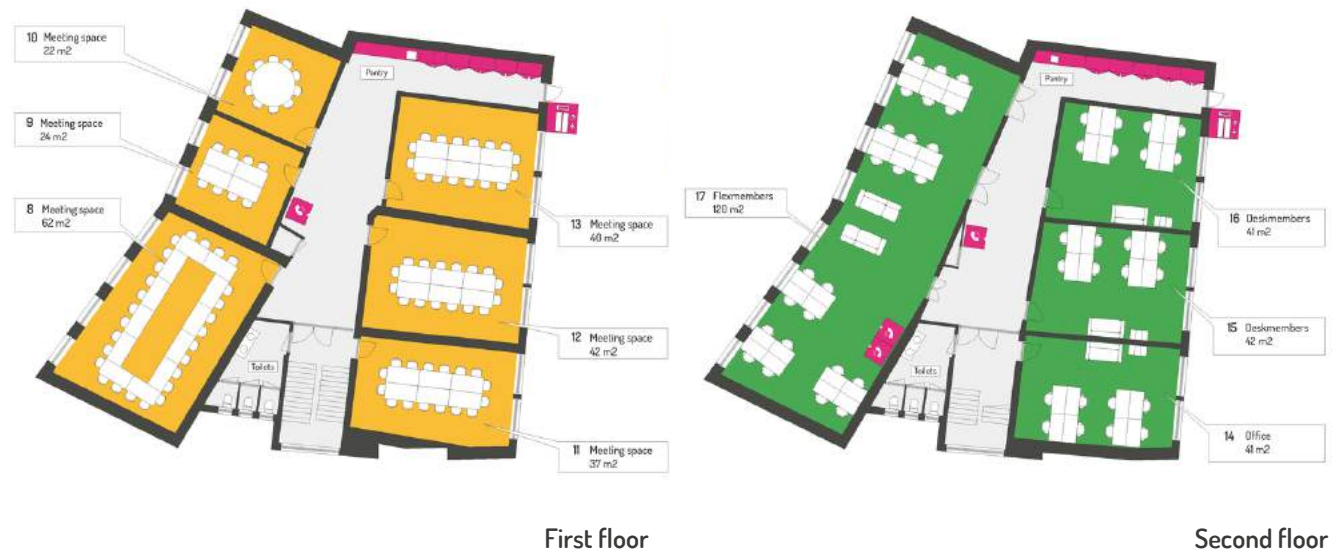 10 Meeting space
22 m2
9 Meeting space
24 m2
8 Meeting space
62 m2
Pantry
Toilets
13 Meeting space
40 m2
12 Meeting space
42 m2
11 Meeting space
37 m2
First floor
17 Flexmembers
120 m2
Pantry
Toilets
16 Deskmembers
41 m2
15 Deskmembers
42 m2
14 Office
41 m2
Second floor